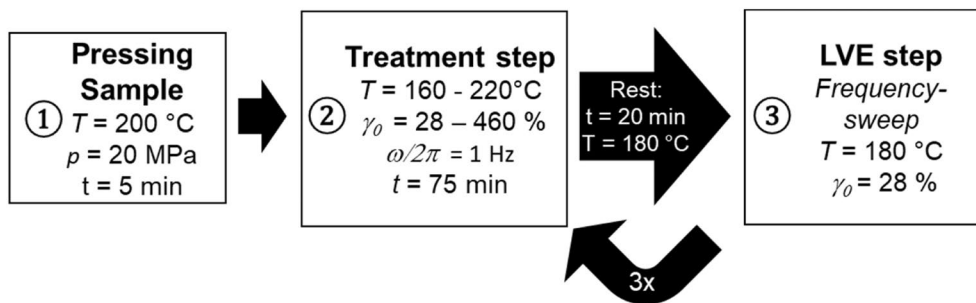 Pressing
Sample
① T = 200 °C
p = 20 MPa
t = 5 min
Treatment step
T = 160 - 220°C
② γ₀ = 28 – 460 %
ω/2π = 1 Hz
t = 75 min
Rest:
t = 20 min
T = 180 °C
LVE step
Frequency-
③ sweep
T = 180 °C
γ₀ = 28 %
3x